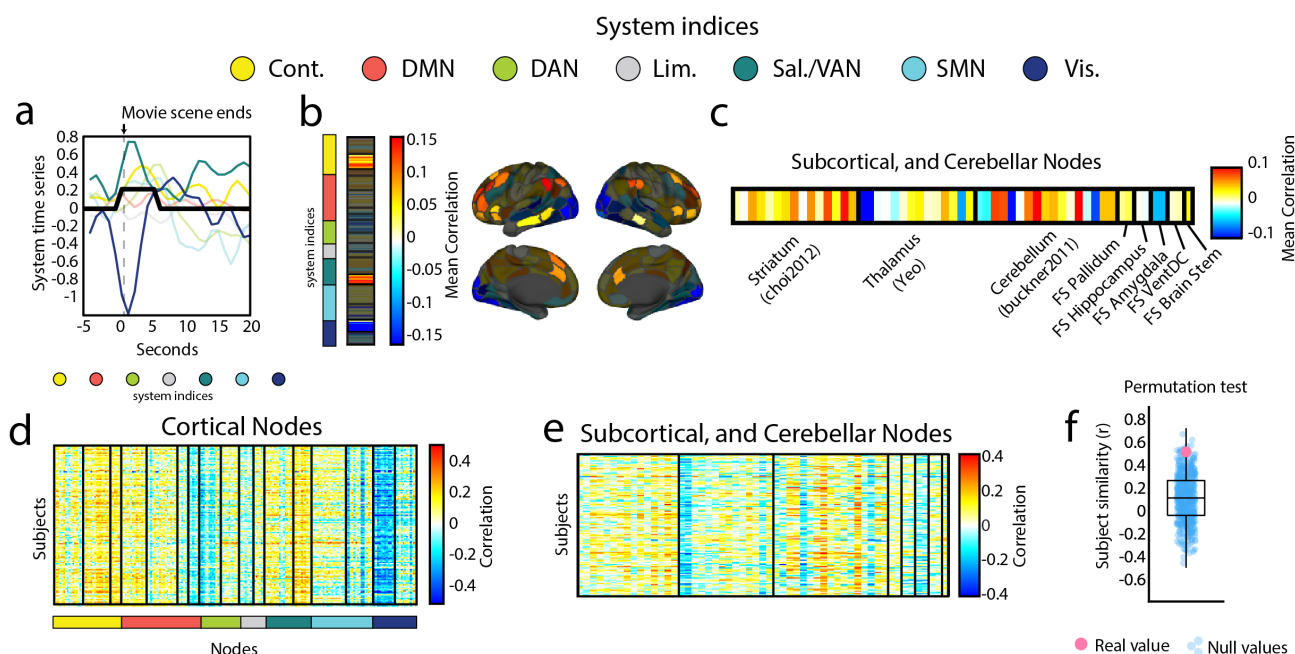 System indices
Cont. DMN DAN Lim. Sal./VAN SMN Vis.
a
Movie scene ends
System time series
0.8
0.6
0.4
0.2
0
-0.2
-0.4
-0.6
-0.8
-1
-5 0 5 10 15 20
Seconds
system indices
b
system indices
0.15
0.1
0.05
0
-0.05
-0.1
-0.15
Mean Correlation
c
Subcortical, and Cerebellar Nodes
0.1
0
-0.1
Mean Correlation
Striatum
(choi2012)
Thalamus
(Yeo)
Cerebellum
(buckner2011)
FS Pallidum
FS Hippocampus
FS Amygdala
FS VentDC
FS Brain Stem
d
Cortical Nodes
Subjects
0.4
0.2
0
-0.2
-0.4
Correlation
Nodes
e
Subcortical, and Cerebellar Nodes
Subjects
0.4
0.2
0
-0.2
-0.4
Correlation
f
Permutation test
Subject similarity (r)
0.8
0.6
0.4
0.2
0
-0.2
-0.4
-0.6
Real value
Null values